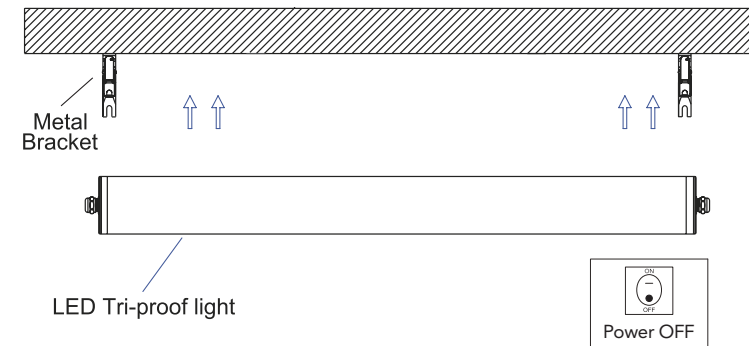 Metal
Bracket
LED Tri-proof light
ON
OFF
Power OFF